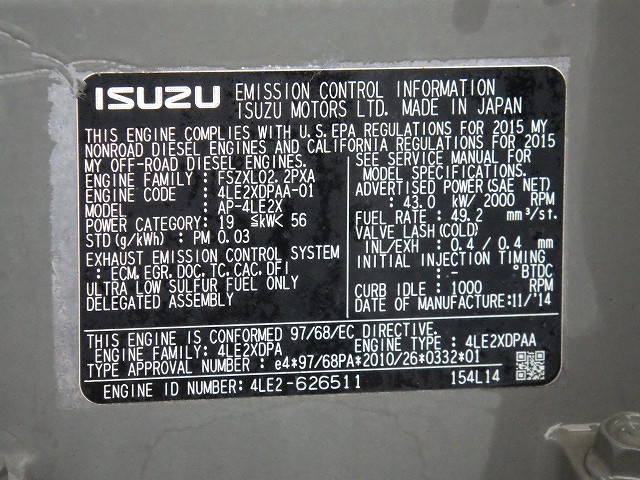 ISUZU EMISSION CONTROL INFORMATION
ISUZU MOTORS LTD. MADE IN JAPAN
THIS ENGINE COMPLIES WITH U.S.EPA REGULATIONS FOR 2015 MY
NONROAD DIESEL ENGINES AND CALIFORNIA REGULATIONS FOR 2015
MY OFF-ROAD DIESEL ENGINES.
ENGINE FAMILY : FSZXL02.2PXA
ENGINE CODE : 4LE2XDPAA-01
MODEL : AP-4LE2X
POWER CATEGORY: 19 ≦kW< 56
STD (g/kWh) : PM 0.03
EXHAUST EMISSION CONTROL SYSTEM
: ECM, EGR, DOC, TC, CAC, DFI
ULTRA LOW SULFUR FUEL ONLY
DELEGATED ASSEMBLY
SEE SERVICE MANUAL FOR
MODEL SPECIFICATIONS.
ADVERTISED POWER(SAE NET)
: 43.0 kW/ 2000 RPM
FUEL RATE : 49.2 mm³/st.
VALVE LASH(COLD)
INL/EXH : 0.4 / 0.4 mm
INITIAL INJECTION TIMING
: - °BTDC
CURB IDLE : 1000 RPM
DATE OF MANUFACTURE:11/'14
THIS ENGINE IS CONFORMED 97/68/EC DIRECTIVE.
ENGINE FAMILY: 4LE2XDPA ENGINE TYPE : 4LE2XDPAA
TYPE APPROVAL NUMBER : e4*97/68PA*2010/26*0332*01
ENGINE ID NUMBER: 4LE2-626511 154L14